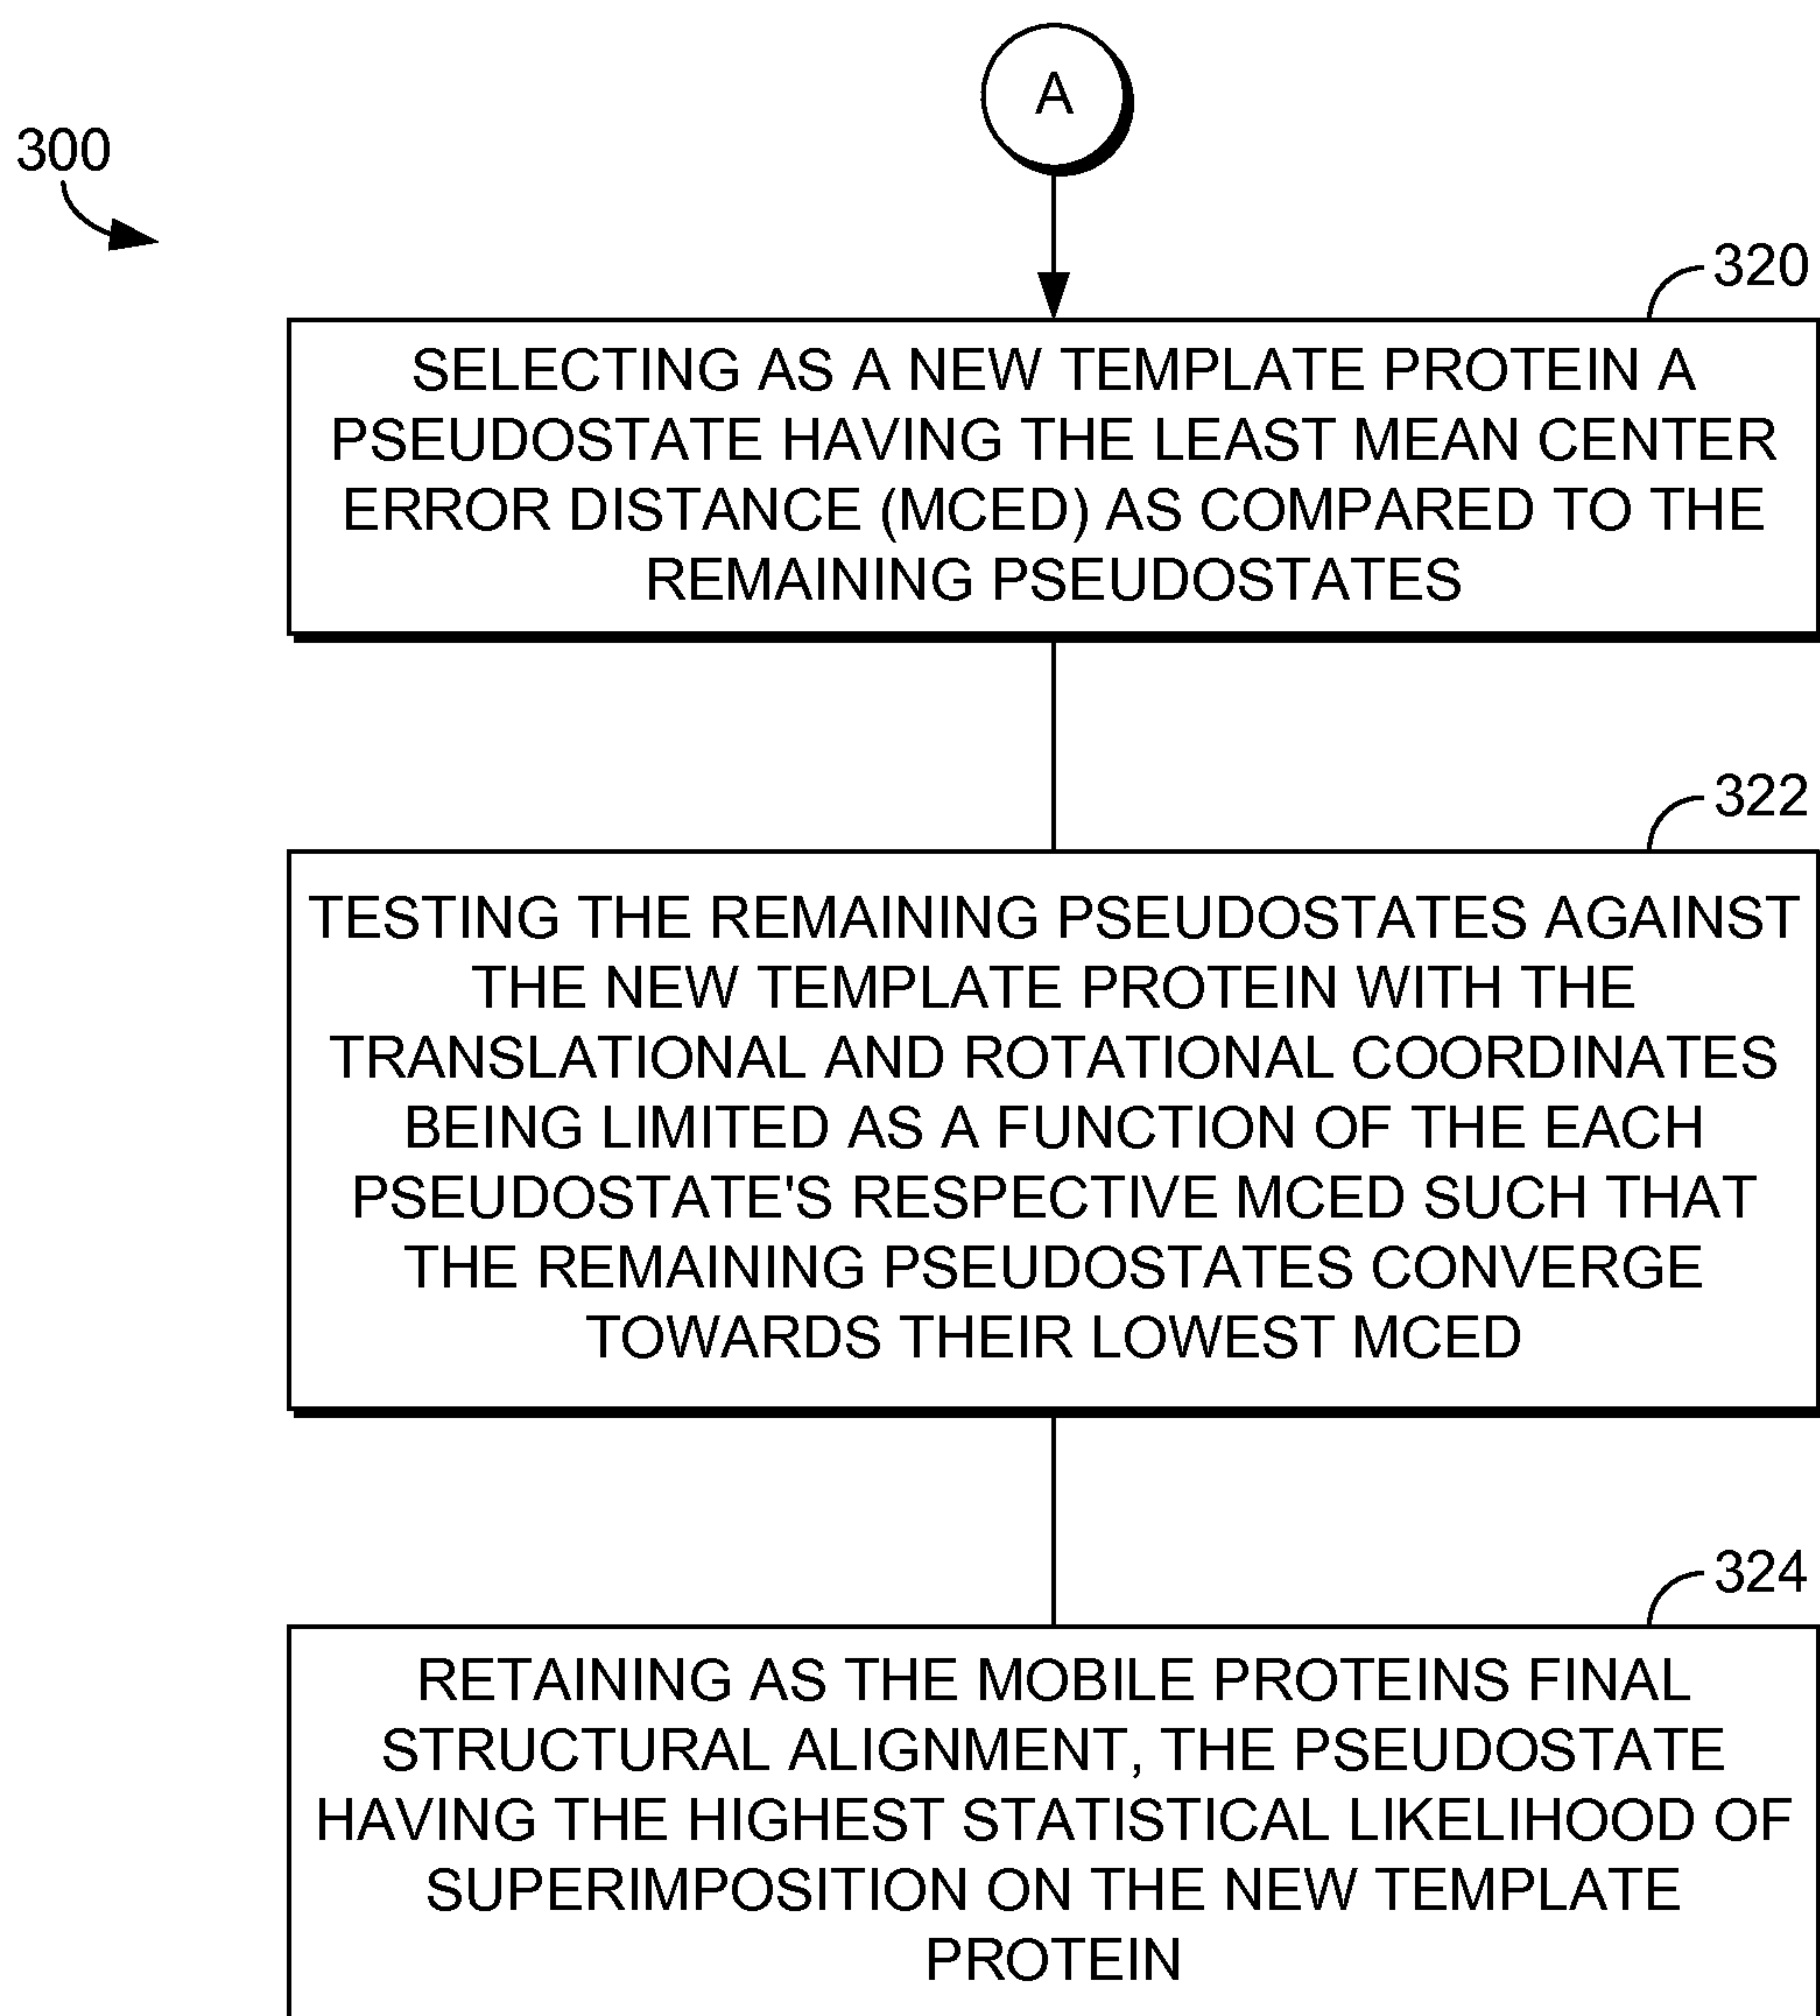 A
300
320
SELECTING AS A NEW TEMPLATE PROTEIN A
PSEUDOSTATE HAVING THE LEAST MEAN CENTER
ERROR DISTANCE (MCED) AS COMPARED TO THE
REMAINING PSEUDOSTATES
322
TESTING THE REMAINING PSEUDOSTATES AGAINST
THE NEW TEMPLATE PROTEIN WITH THE
TRANSLATIONAL AND ROTATIONAL COORDINATES
BEING LIMITED AS A FUNCTION OF THE EACH
PSEUDOSTATE'S RESPECTIVE MCED SUCH THAT
THE REMAINING PSEUDOSTATES CONVERGE
TOWARDS THEIR LOWEST MCED
324
RETAINING AS THE MOBILE PROTEINS FINAL
STRUCTURAL ALIGNMENT, THE PSEUDOSTATE
HAVING THE HIGHEST STATISTICAL LIKELIHOOD OF
SUPERIMPOSITION ON THE NEW TEMPLATE
PROTEIN